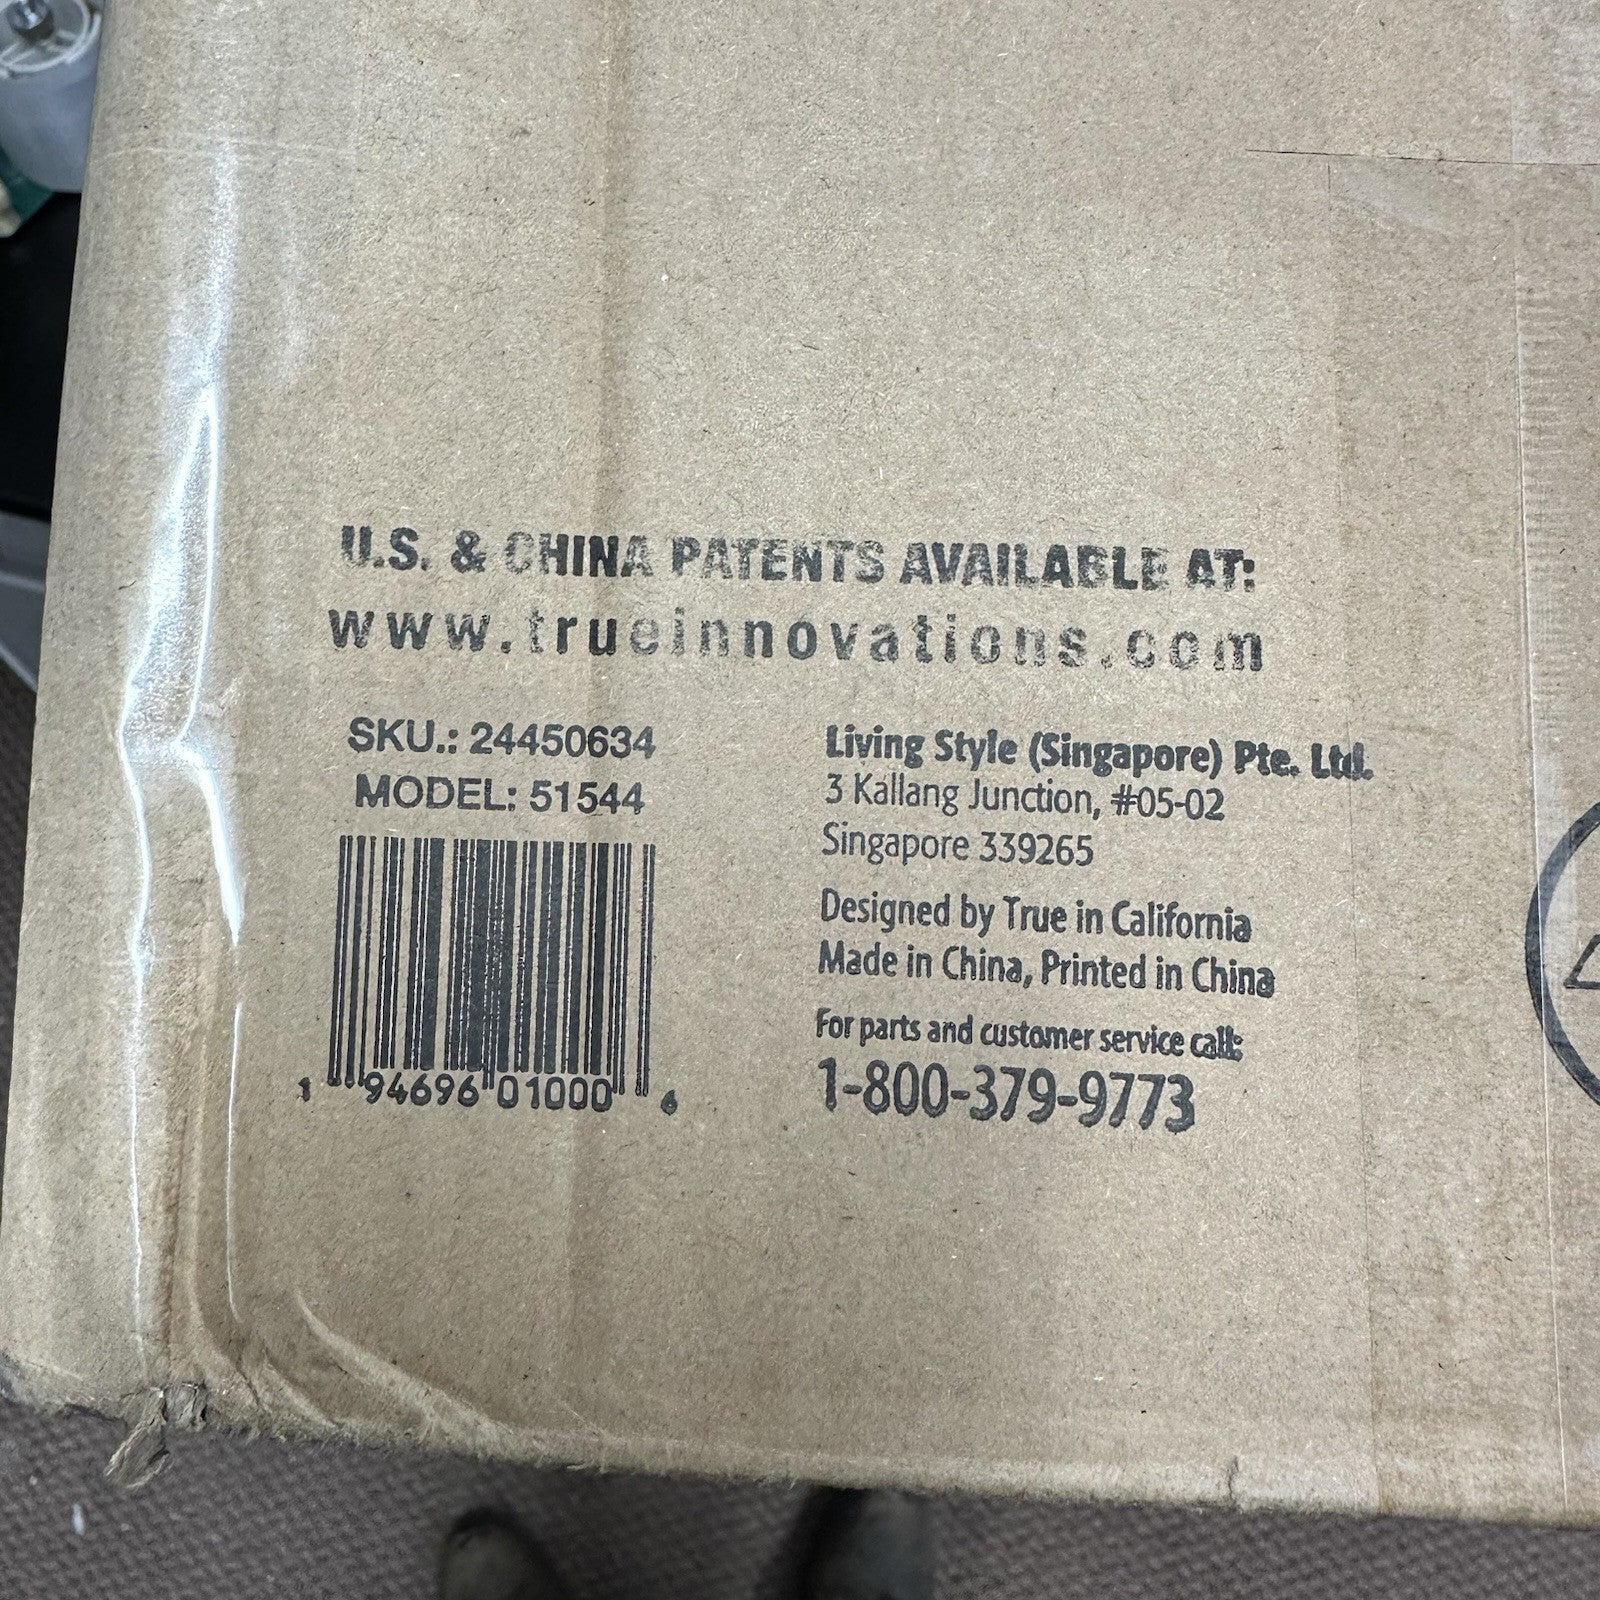 U.S. & CHINA PATENTS AVAILABLE AT:
www.trueinnovations.com
SKU.: 24450634
MODEL: 51544
1 94696 01000 6
Living Style (Singapore) Pte. Ltd.
3 Kallang Junction, #05-02
Singapore 339265
Designed by True in California
Made in China, Printed in China
For parts and customer service call:
1-800-379-9773